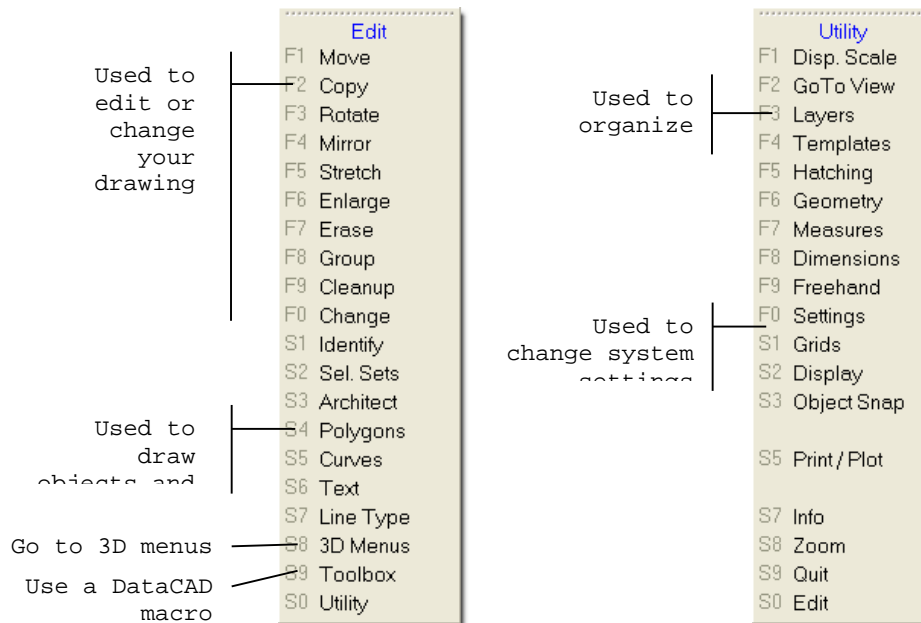 Edit
F1 Move
F2 Copy
F3 Rotate
F4 Mirror
F5 Stretch
F6 Enlarge
F7 Erase
F8 Group
F9 Cleanup
F0 Change
S1 Identify
S2 Sel. Sets
S3 Architect
S4 Polygons
S5 Curves
S6 Text
S7 Line Type
S8 3D Menus
S9 Toolbox
S0 Utility
Used to
edit or
change
your
drawing
Used to
draw
objects and
Go to 3D menus
Use a DataCAD
macro
Utility
F1 Disp. Scale
F2 GoTo View
F3 Layers
F4 Templates
F5 Hatching
F6 Geometry
F7 Measures
F8 Dimensions
F9 Freehand
F0 Settings
S1 Grids
S2 Display
S3 Object Snap
S5 Print / Plot
S7 Info
S8 Zoom
S9 Quit
S0 Edit
Used to
organize
Used to
change system
settings